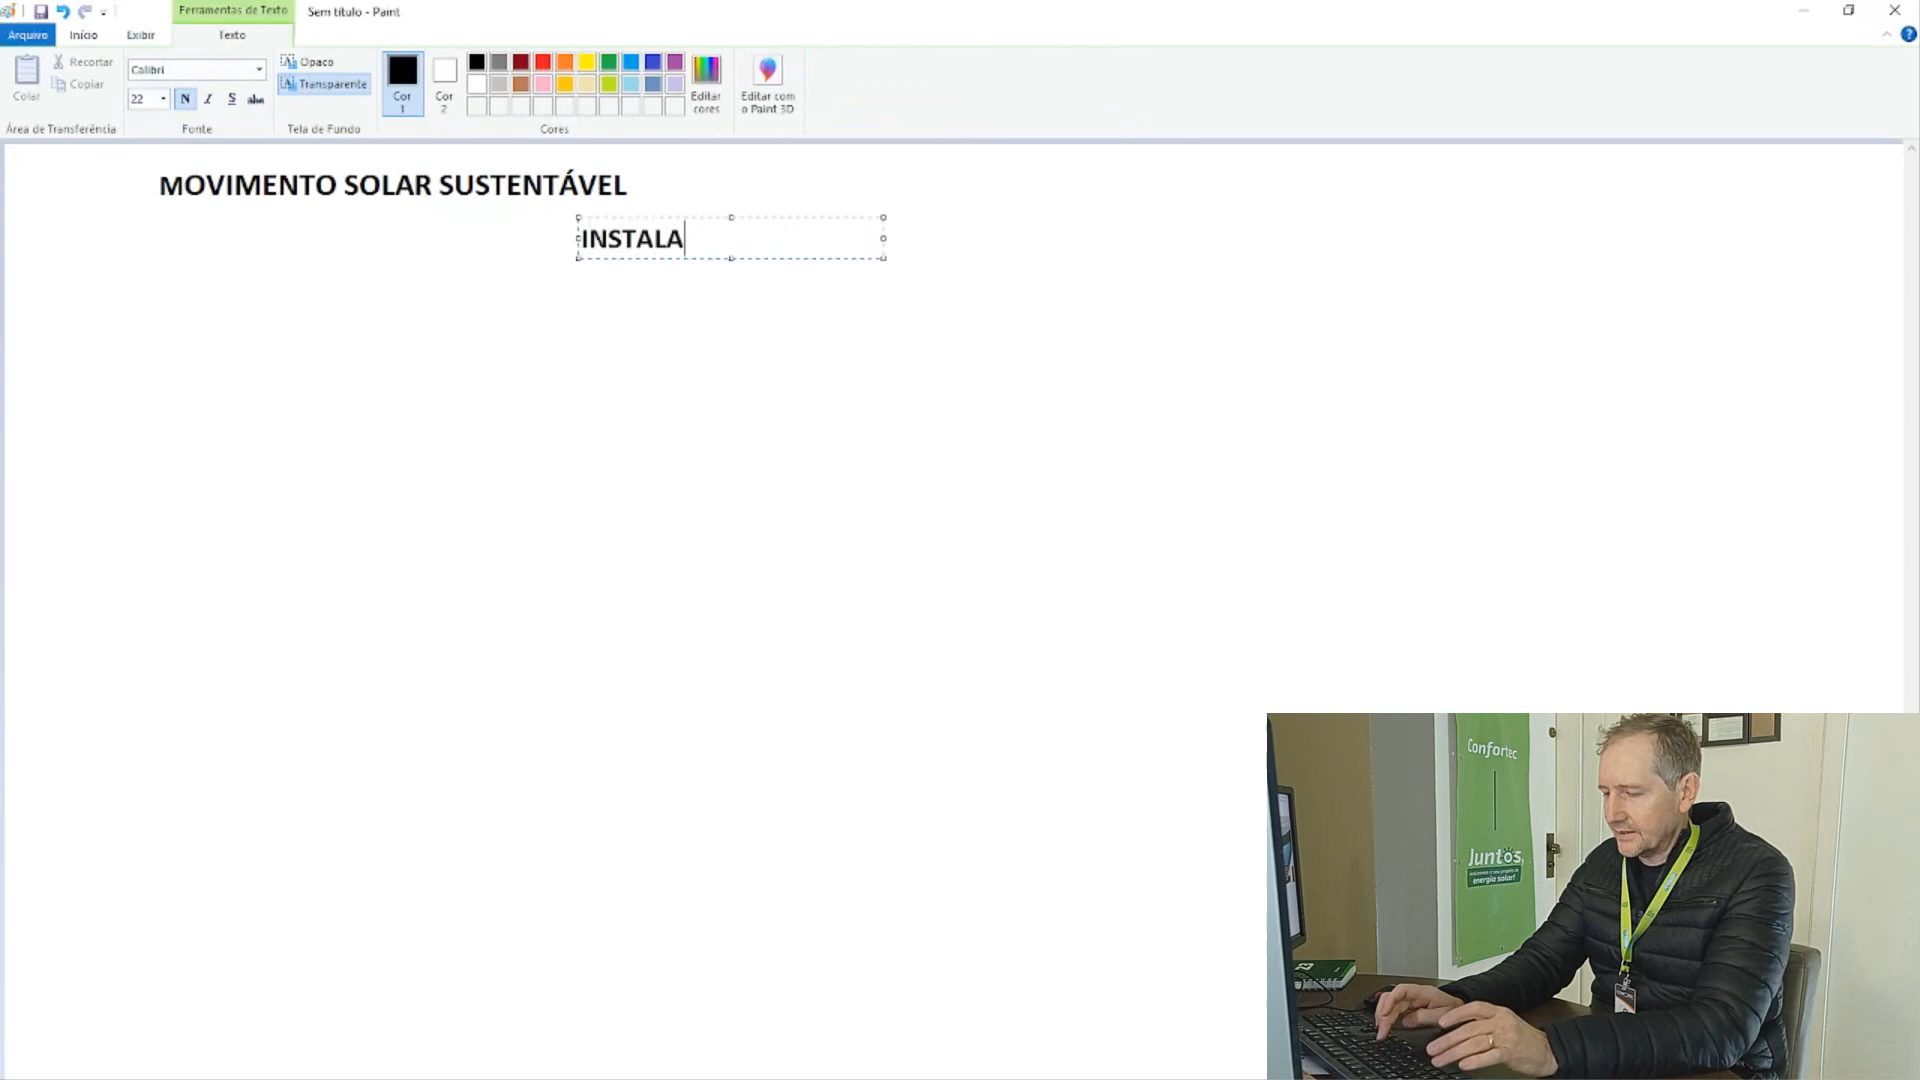 Ferramentas de Texto
Sem título - Paint
Arquivo Início Exibir Texto
Colar
Recortar
Copiar
Área de Transferência
Calibri
22 N I S abc
Fonte
Opaco
Transparente
Tela de Fundo
Cor 1
Cor 2
Cores
Editar cores
Editar com o Paint 3D
MOVIMENTO SOLAR SUSTENTÁVEL
INSTALA
Confortec
Juntos,
energia solar!